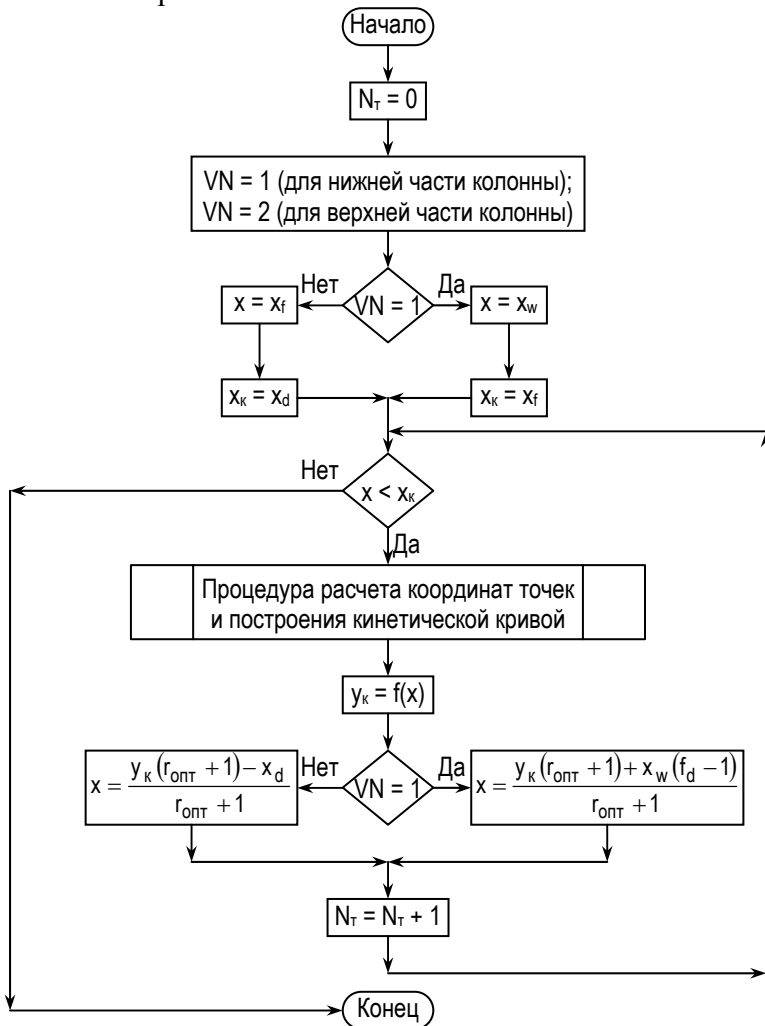 Начало
Nт = 0
VN = 1 (для нижней части колонны);
VN = 2 (для верхней части колонны)
Нет
VN = 1
Да
x = xf
x = xw
xк = xd
xк = xf
Нет
x < xк
Да
Процедура расчета координат точек
и построения кинетической кривой
yк = f(x)
x = (yк(rопт + 1) − xd) / (rопт + 1)
Нет
VN = 1
Да
x = (yк(rопт + 1) + xw(fd − 1)) / (rопт + 1)
Nт = Nт + 1
Конец